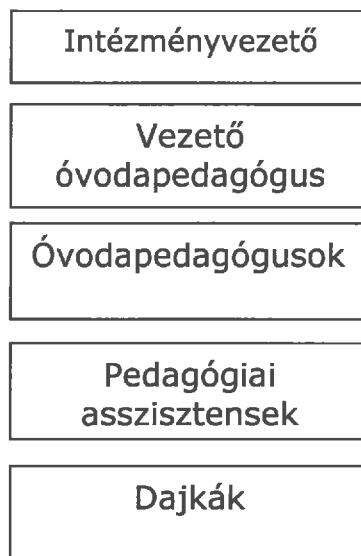 Intézményvezető
Vezető
óvodapedagógus
Óvodapedagógusok
Pedagógiai
asszisztensek
Dajkák